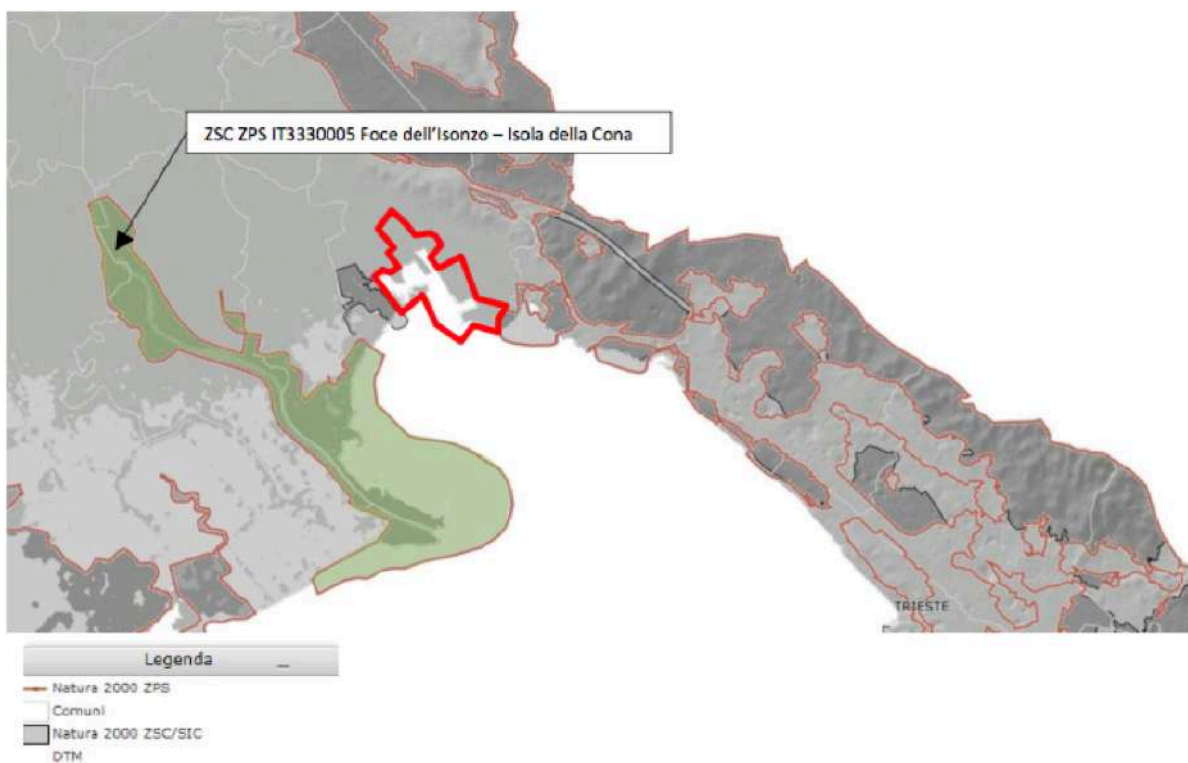 ZSC ZPS IT3330005 Foce dell'Isonzo – Isola della Cona
TRIESTE
Legenda
Natura 2000 ZPS
Comuni
Natura 2000 ZSC/SIC
DTM